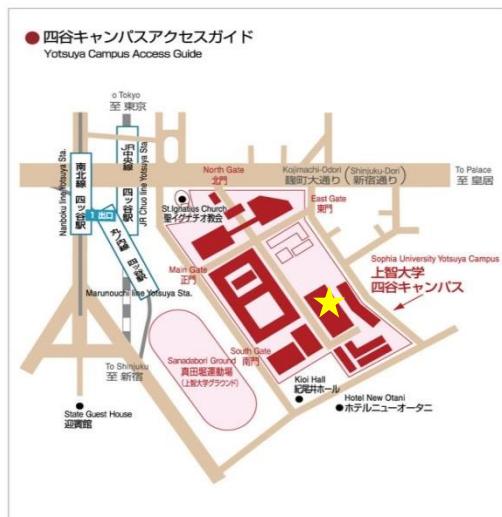 四谷キャンパスアクセスガイド
Yotsuya Campus Access Guide
o Tokyo
至 東京
南北線 四ツ谷駅
Nanboku line Yotsuya Sta.
JR中央線 四ツ谷駅
JR Chuo line Yotsuya Sta.
1 出口
丸ノ内線 四ツ谷駅
Marunouchi line Yotsuya Sta.
North Gate
北門
Kojimachi-Odori (Shinjuku-Dori)
麹町大通り(新宿通り)
To Palace
至 皇居
St.Ignatius Church
聖イグナチオ教会
East Gate
東門
Main Gate
正門
Sophia University Yotsuya Campus
上智大学
四谷キャンパス
To Shinjuku
至 新宿
Sanadabori Ground
真田堀運動場
(上智大学グラウンド)
South Gate
南門
Kioi Hall
紀尾井ホール
Hotel New Otani
ホテルニューオータニ
State Guest House
迎賓館